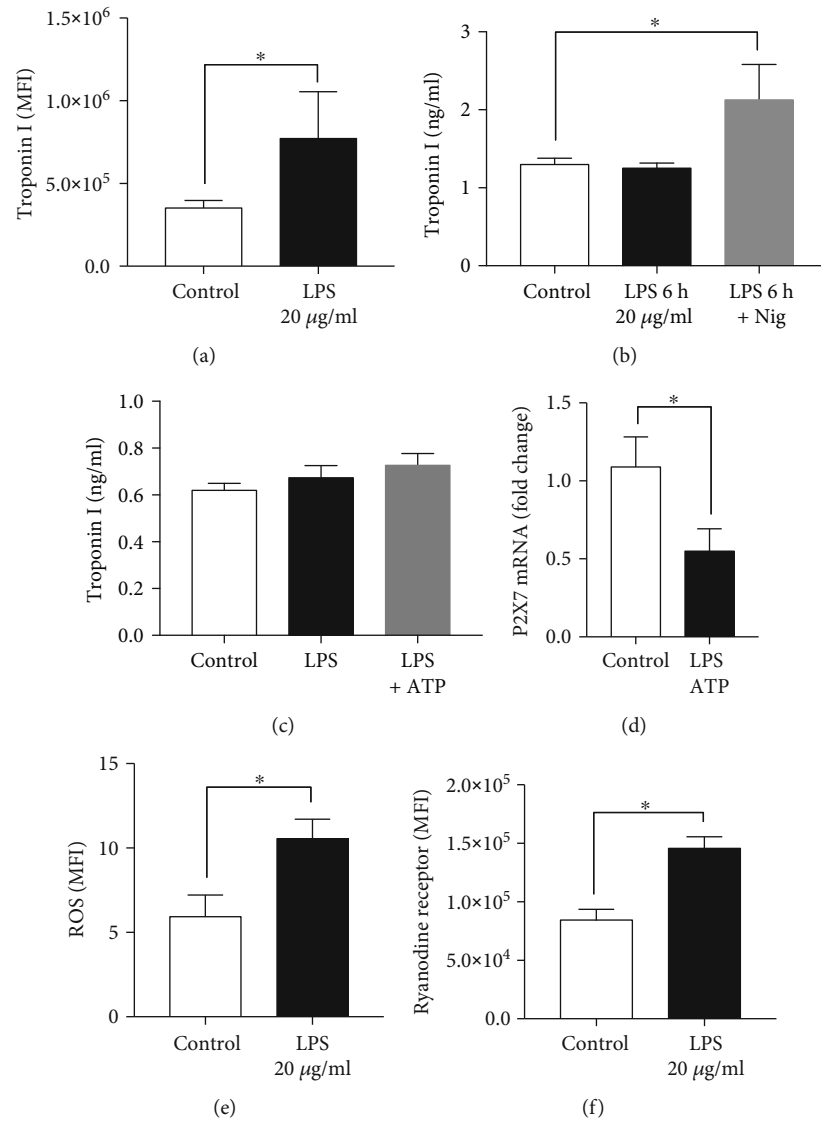 Troponin I (MFI)
1.5×10⁶
1.0×10⁶
5.0×10⁵
0.0
*
Control
LPS
20 μg/ml
(a)
Troponin I (ng/ml)
3
2
1
0
*
Control
LPS 6 h
20 μg/ml
LPS 6 h
+ Nig
(b)
Troponin I (ng/ml)
1.0
0.8
0.6
0.4
0.2
0.0
Control
LPS
LPS
+ ATP
(c)
P2X7 mRNA (fold change)
1.5
1.0
0.5
0.0
*
Control
LPS
ATP
(d)
ROS (MFI)
15
10
5
0
*
Control
LPS
20 μg/ml
(e)
Ryanodine receptor (MFI)
2.0×10⁵
1.5×10⁵
1.0×10⁵
5.0×10⁴
0.0
*
Control
LPS
20 μg/ml
(f)